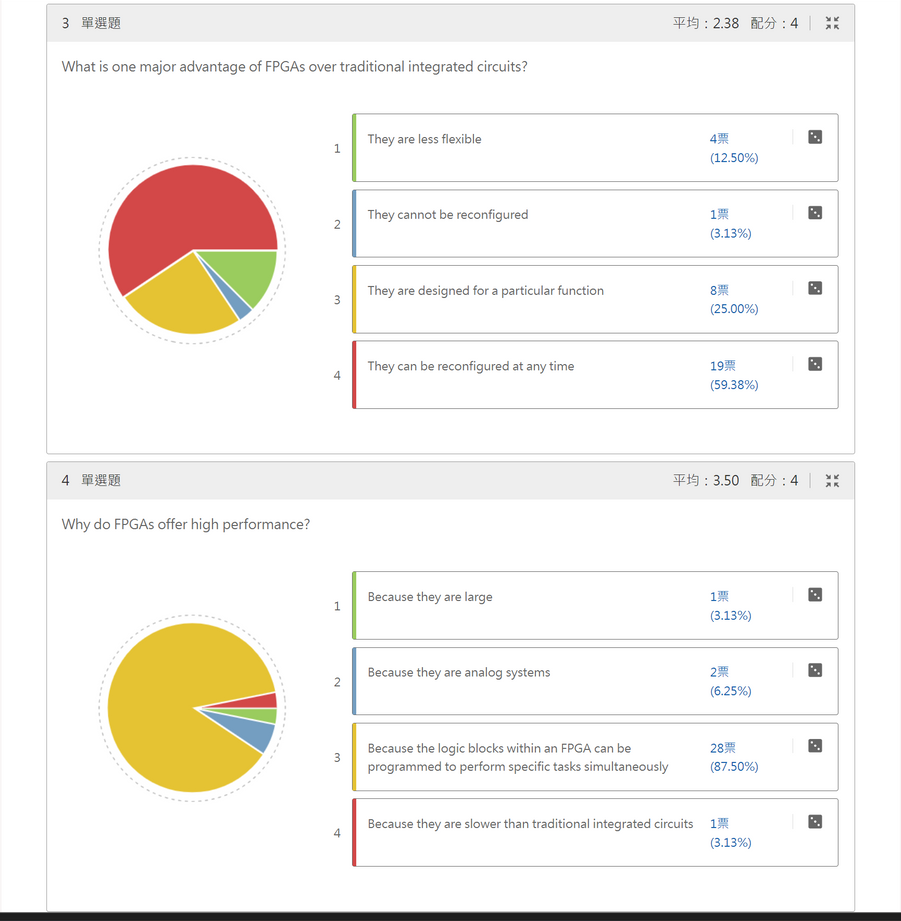 3 單選題 平均：2.38 配分：4
What is one major advantage of FPGAs over traditional integrated circuits?
1 They are less flexible 4票
(12.50%)
2 They cannot be reconfigured 1票
(3.13%)
3 They are designed for a particular function 8票
(25.00%)
4 They can be reconfigured at any time 19票
(59.38%)
4 單選題 平均：3.50 配分：4
Why do FPGAs offer high performance?
1 Because they are large 1票
(3.13%)
2 Because they are analog systems 2票
(6.25%)
3 Because the logic blocks within an FPGA can be 28票
programmed to perform specific tasks simultaneously (87.50%)
4 Because they are slower than traditional integrated circuits 1票
(3.13%)